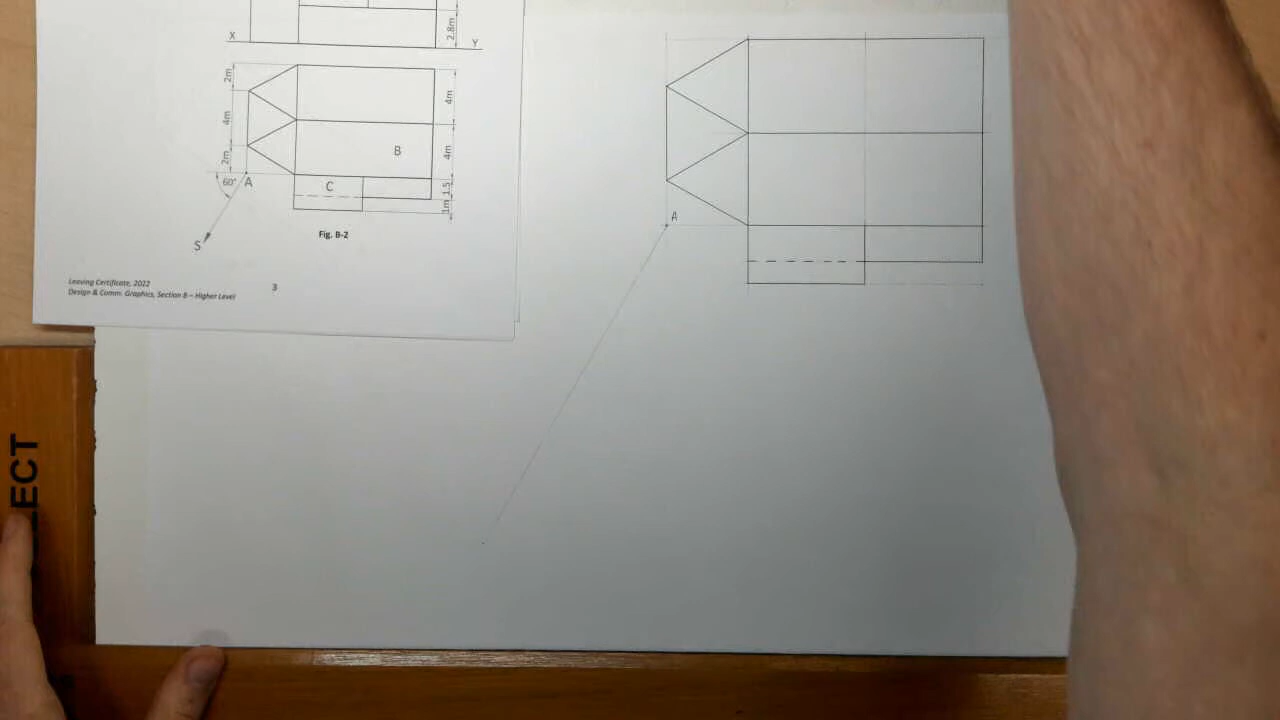 X
Y
2.8m
2m
4m
4m
B
4m
2m
60°
A
C
1.5
1m
S
Fig. B-2
Leaving Certificate, 2022
Design & Comm. Graphics, Section B – Higher Level
3
A
LECT